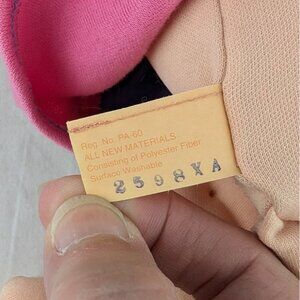 Reg. No. PA-60
ALL NEW MATERIALS
Consisting of Polyester Fiber
Surface Washable
2598XA